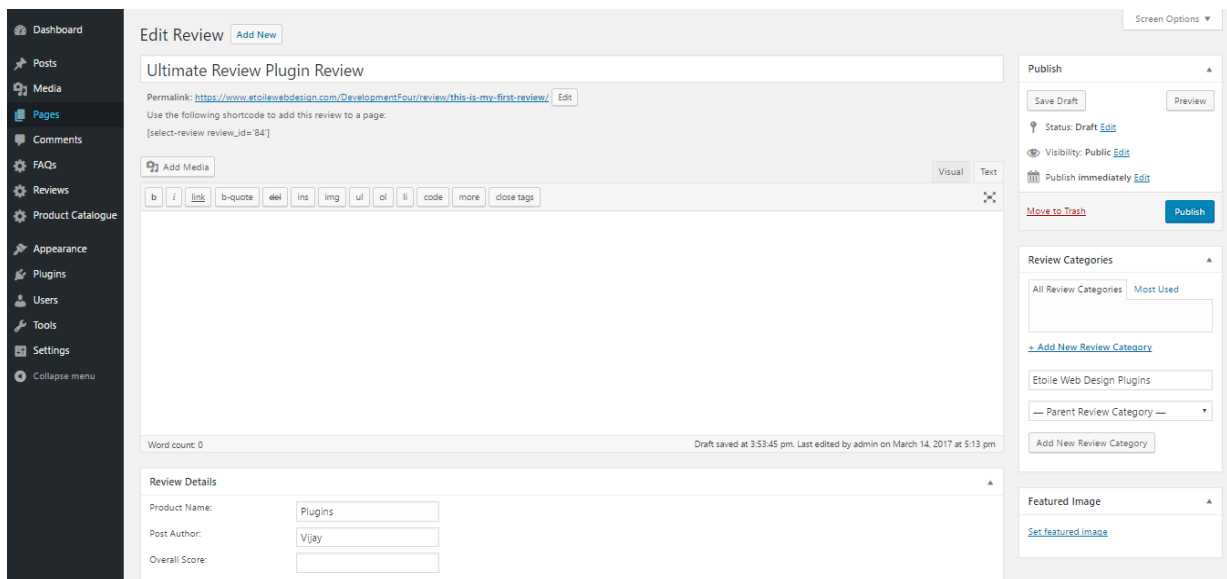 Dashboard
Posts
Media
Pages
Comments
FAQs
Reviews
Product Catalogue
Appearance
Plugins
Users
Tools
Settings
Collapse menu
Screen Options ▼
Edit Review Add New
Ultimate Review Plugin Review
Permalink: https://www.etoilewebdesign.com/DevelopmentFour/review/this-is-my-first-review/ Edit
Use the following shortcode to add this review to a page:
[select-review review_id='84']
Add Media
Visual Text
b i link b-quote del ins img ul ol li code more close tags
Word count: 0 Draft saved at 3:53:45 pm. Last edited by admin on March 14, 2017 at 5:13 pm
Review Details
Product Name: Plugins
Post Author: Vijay
Overall Score:
Publish
Save Draft Preview
Status: Draft Edit
Visibility: Public Edit
Publish immediately Edit
Move to Trash Publish
Review Categories
All Review Categories Most Used
+ Add New Review Category
Etoile Web Design Plugins
— Parent Review Category —
Add New Review Category
Featured Image
Set featured image